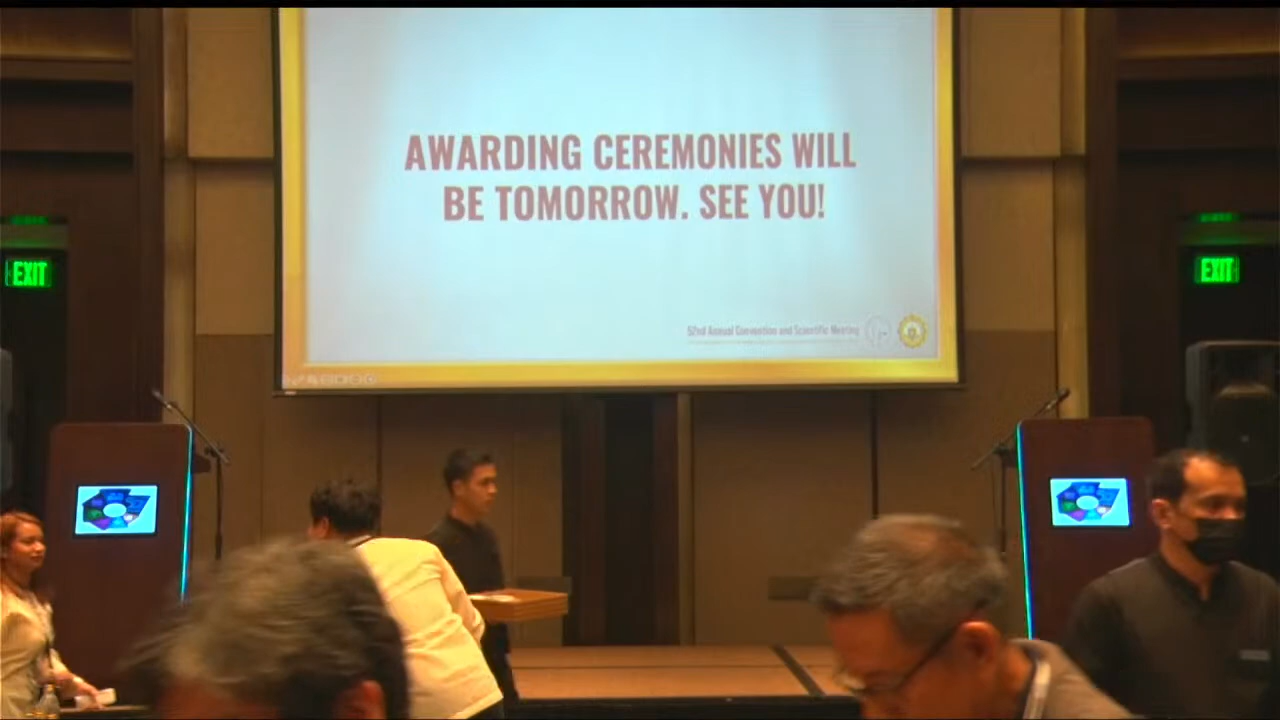 AWARDING CEREMONIES WILL
BE TOMORROW. SEE YOU!
EXIT
EXIT
52nd Annual Convention and Scientific Meeting